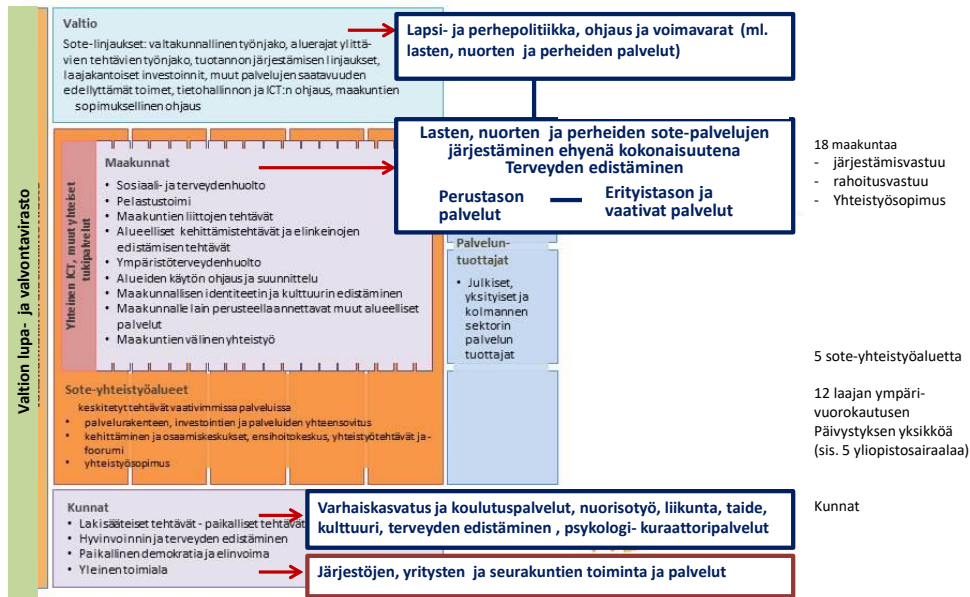 Valtion lupa- ja valvontavirasto
Valtio
Sote-linjaukset: valtakunnallinen työnjako, aluerajat ylittä-
vien tehtävien työnjako, tuotannon järjestämisen linjaukset,
laajakantoiset investoinnit, muut palvelujen saatavuuden
edellyttämät toimet, tietohallinnon ja ICT:n ohjaus, maakuntien
sopimuksellinen ohjaus
Lapsi- ja perhepolitiikka, ohjaus ja voimavarat (ml.
lasten, nuorten ja perheiden palvelut)
Lasten, nuorten ja perheiden sote-palvelujen
järjestäminen ehyenä kokonaisuutena
Terveyden edistäminen
Perustason
palvelut
Erityistason ja
vaativat palvelut
18 maakuntaa
- järjestämisvastuu
- rahoitusvastuu
- Yhteistyösopimus
Yhteinen ICT, muut yhteiset
tukipalvelut
Maakunnat
• Sosiaali- ja terveydenhuolto
• Pelastustoimi
• Maakuntien liittojen tehtävät
• Alueelliset kehittämistehtävät ja elinkeinojen
edistämisen tehtävät
• Ympäristöterveydenhuolto
• Alueiden käytön ohjaus ja suunnittelu
• Maakunnallisen identiteetin ja kulttuurin edistäminen
• Maakunnalle lain perusteella annettavat muut alueelliset
palvelut
• Maakuntien välinen yhteistyö
Palvelun-
tuottajat
• Julkiset,
yksityiset ja
kolmannen
sektorin
palvelun
tuottajat
5 sote-yhteistyöaluetta
12 laajan ympäri-
vuorokautusen
Päivystyksen yksikköä
(sis. 5 yliopistosairaalaa)
Sote-yhteistyöalueet
keskitetyt tehtävät vaativimmissa palveluissa
• palvelurakenteen, investointien ja palveluiden yhteensovitus
• kehittäminen ja osaamiskeskukset, ensihoitokeskus, yhteistyötehtävät ja-
foorumi
• yhteistyösopimus
Kunnat
• Lakisääteiset tehtävät - paikalliset tehtävät
• Hyvinvoinnin ja terveyden edistäminen
• Paikallinen demokratia ja elinvoima
• Yleinen toimiala
Varhaiskasvatus ja koulutuspalvelut, nuorisotyö, liikunta, taide,
kulttuuri, terveyden edistäminen , psykologi- kuraattoripalvelut
Järjestöjen, yritysten ja seurakuntien toiminta ja palvelut
Kunnat